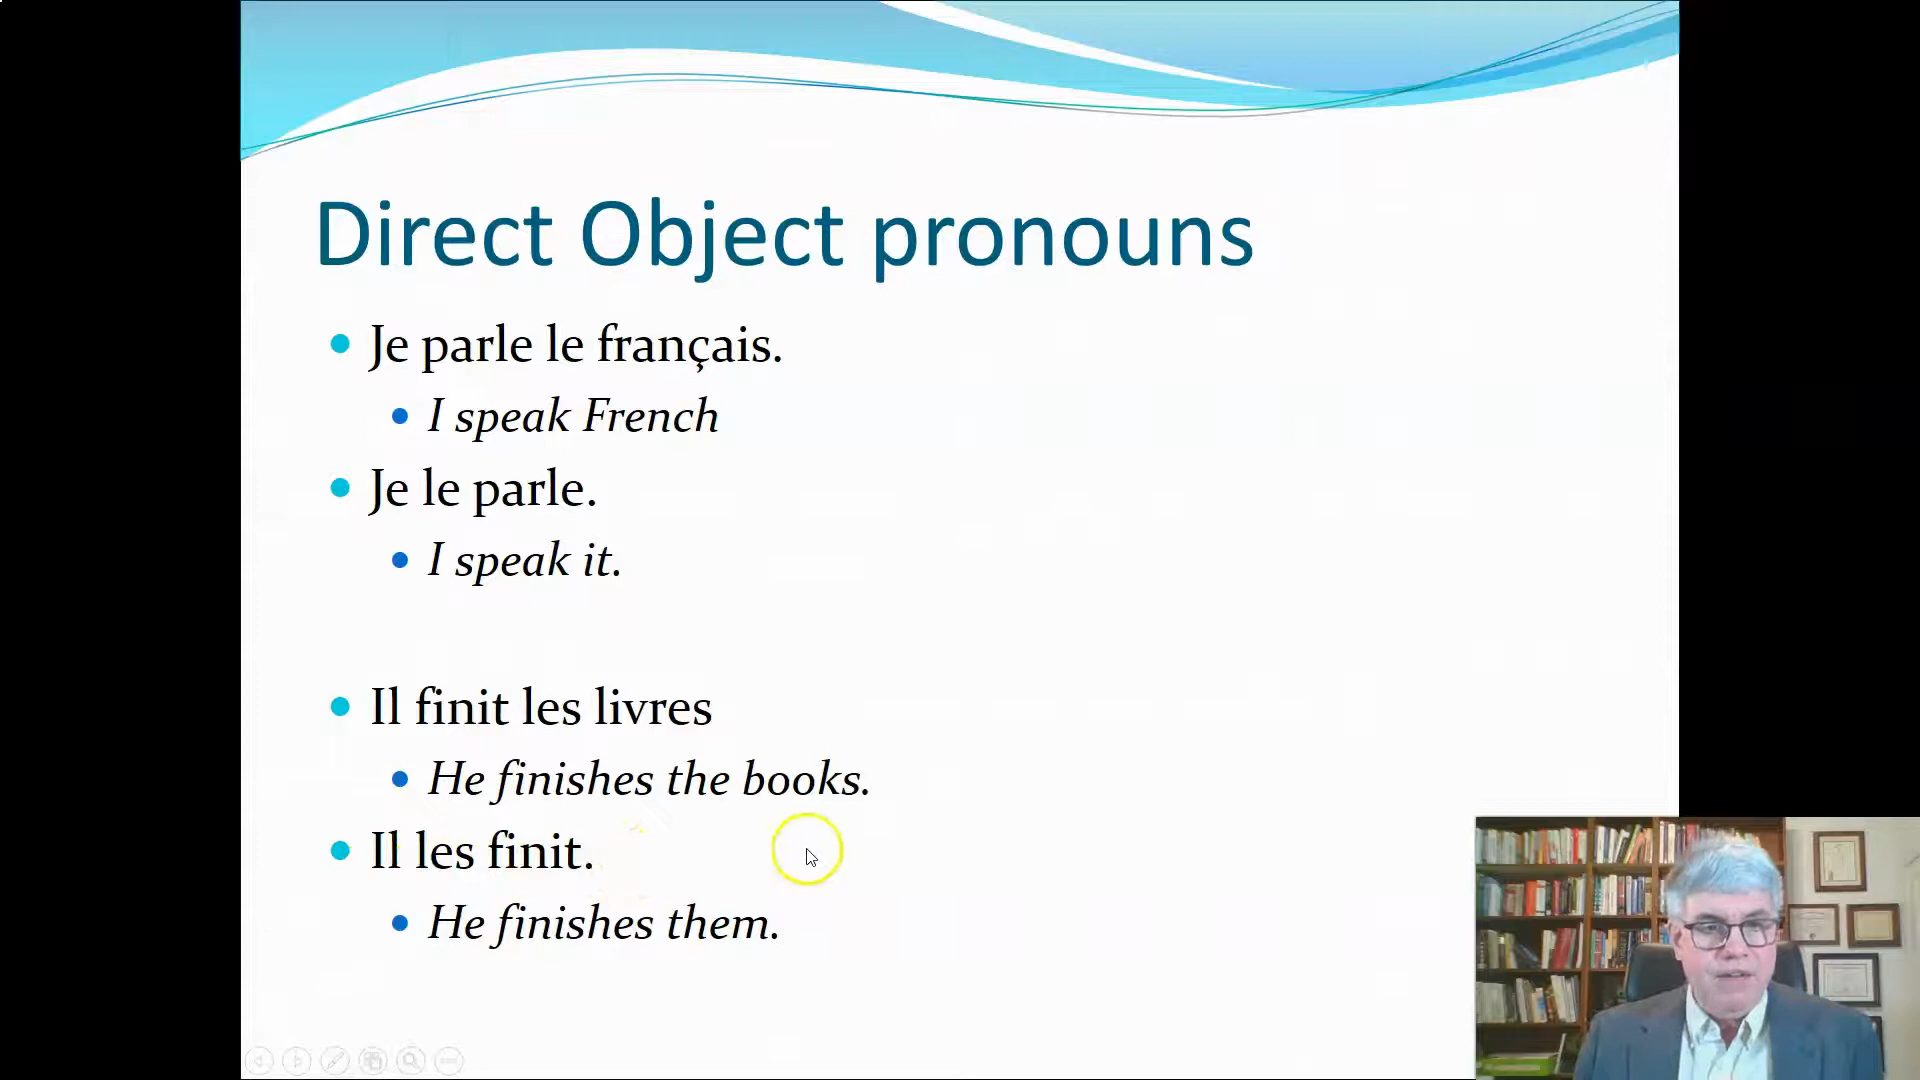 Direct Object pronouns
Je parle le français.
I speak French
Je le parle.
I speak it.
Il finit les livres
He finishes the books.
Il les finit.
He finishes them.